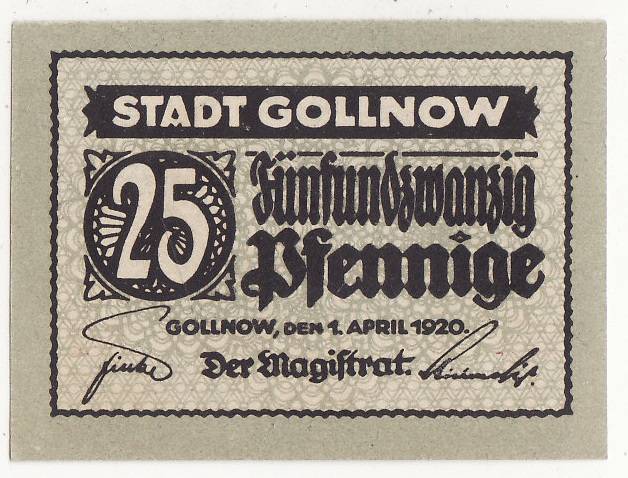 STADT GOLLNOW
25
Fünfundzwanzig
Pfennige
GOLLNOW, DEN 1. APRIL 1920.
Der Magistrat.